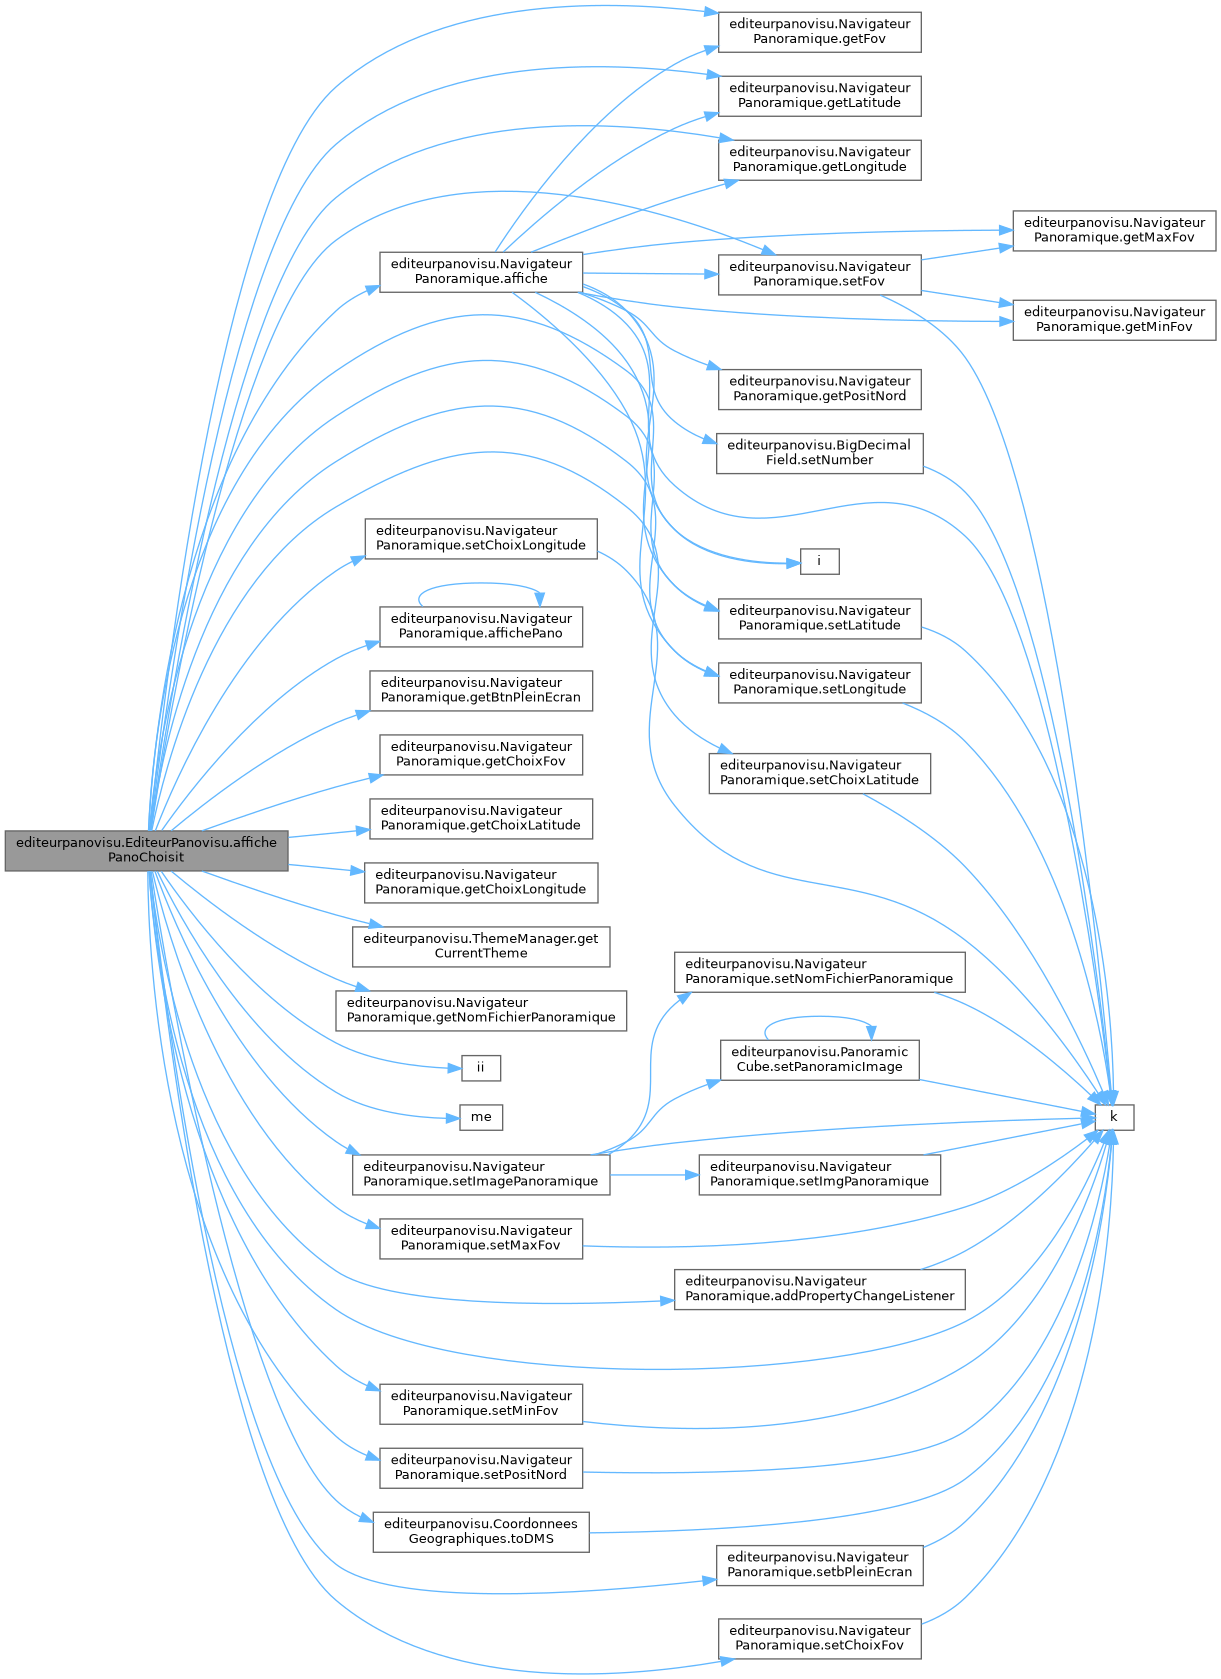 editeurpanovisu.Navigateur
Panoramique.getFov
editeurpanovisu.Navigateur
Panoramique.getLatitude
editeurpanovisu.Navigateur
Panoramique.getLongitude
editeurpanovisu.Navigateur
Panoramique.getMaxFov
editeurpanovisu.Navigateur
Panoramique.affiche
editeurpanovisu.Navigateur
Panoramique.setFov
editeurpanovisu.Navigateur
Panoramique.getMinFov
editeurpanovisu.Navigateur
Panoramique.getPositNord
editeurpanovisu.BigDecimal
Field.setNumber
editeurpanovisu.Navigateur
Panoramique.setChoixLongitude
i
editeurpanovisu.Navigateur
Panoramique.affichePano
editeurpanovisu.Navigateur
Panoramique.setLatitude
editeurpanovisu.Navigateur
Panoramique.getBtnPleinEcran
editeurpanovisu.Navigateur
Panoramique.setLongitude
editeurpanovisu.Navigateur
Panoramique.getChoixFov
editeurpanovisu.Navigateur
Panoramique.setChoixLatitude
editeurpanovisu.Navigateur
Panoramique.getChoixLatitude
editeurpanovisu.EditeurPanovisu.affiche
PanoChoisit
editeurpanovisu.Navigateur
Panoramique.getChoixLongitude
editeurpanovisu.ThemeManager.get
CurrentTheme
editeurpanovisu.Navigateur
Panoramique.setNomFichierPanoramique
editeurpanovisu.Navigateur
Panoramique.getNomFichierPanoramique
editeurpanovisu.Panoramic
Cube.setPanoramicImage
ii
me
k
editeurpanovisu.Navigateur
Panoramique.setImagePanoramique
editeurpanovisu.Navigateur
Panoramique.setImgPanoramique
editeurpanovisu.Navigateur
Panoramique.setMaxFov
editeurpanovisu.Navigateur
Panoramique.addPropertyChangeListener
editeurpanovisu.Navigateur
Panoramique.setMinFov
editeurpanovisu.Navigateur
Panoramique.setPositNord
editeurpanovisu.Coordonnees
Geographiques.toDMS
editeurpanovisu.Navigateur
Panoramique.setbPleinEcran
editeurpanovisu.Navigateur
Panoramique.setChoixFov